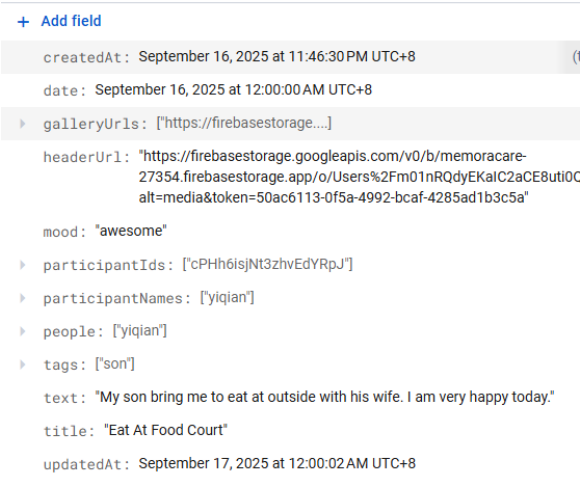 + Add field
createdAt: September 16, 2025 at 11:46:30 PM UTC+8
date: September 16, 2025 at 12:00:00 AM UTC+8
galleryUrls: ["https://firebasestorage....]
headerUrl: "https://firebasestorage.googleapis.com/v0/b/memoracare-
27354.firebasestorage.app/o/Users%2Fm01nRQdyEKaIC2aCE8uti0C
alt=media&token=50ac6113-0f5a-4992-bcaf-4285ad1b3c5a"
mood: "awesome"
participantIds: ["cPHh6isjNt3zhvEdYRpJ"]
participantNames: ["yiqian"]
people: ["yiqian"]
tags: ["son"]
text: "My son bring me to eat at outside with his wife. I am very happy today."
title: "Eat At Food Court"
updatedAt: September 17, 2025 at 12:00:02 AM UTC+8